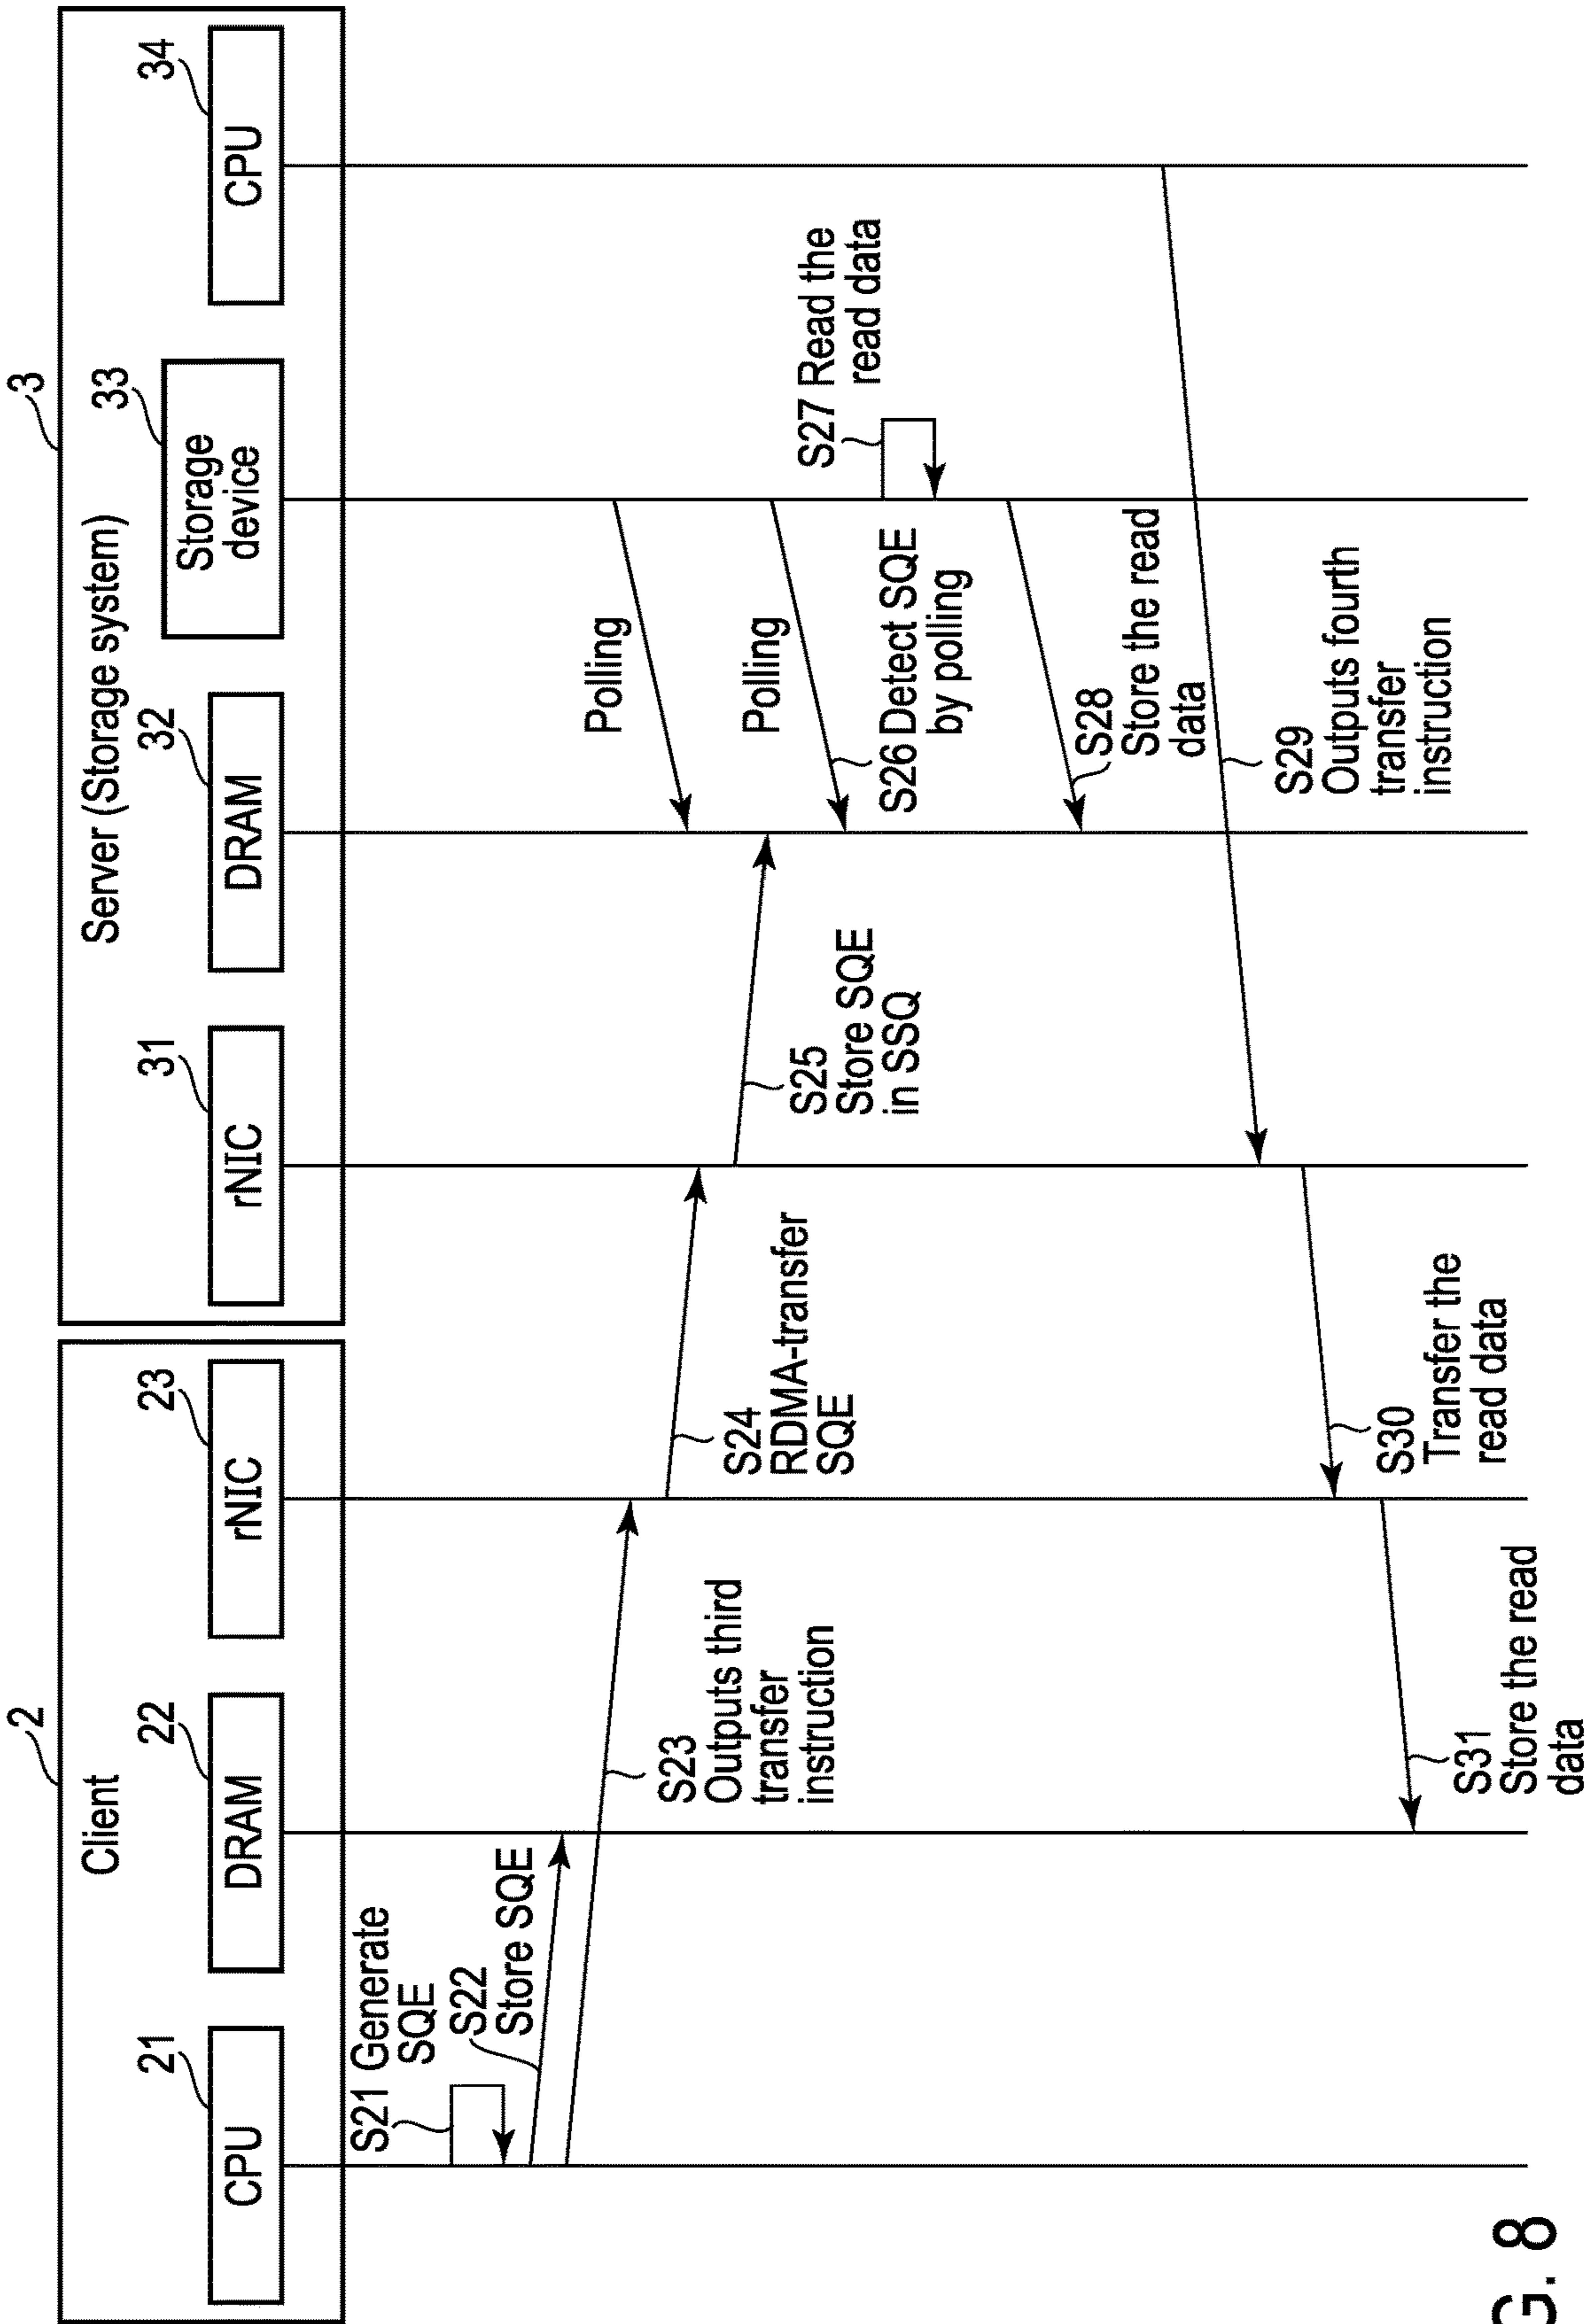 2
Client
3
Server (Storage system)
21
CPU
22
DRAM
23
rNIC
31
rNIC
32
DRAM
33
Storage
device
34
CPU
S21 Generate
SQE
S22
Store SQE
S23
Outputs third
transfer
instruction
S24
RDMA-transfer
SQE
S25
Store SQE
in SSQ
Polling
Polling
S26 Detect SQE
by polling
S27 Read the
read data
S28
Store the read
data
S29
Outputs fourth
transfer
instruction
S30
Transfer the
read data
S31
Store the read
data
G. 8